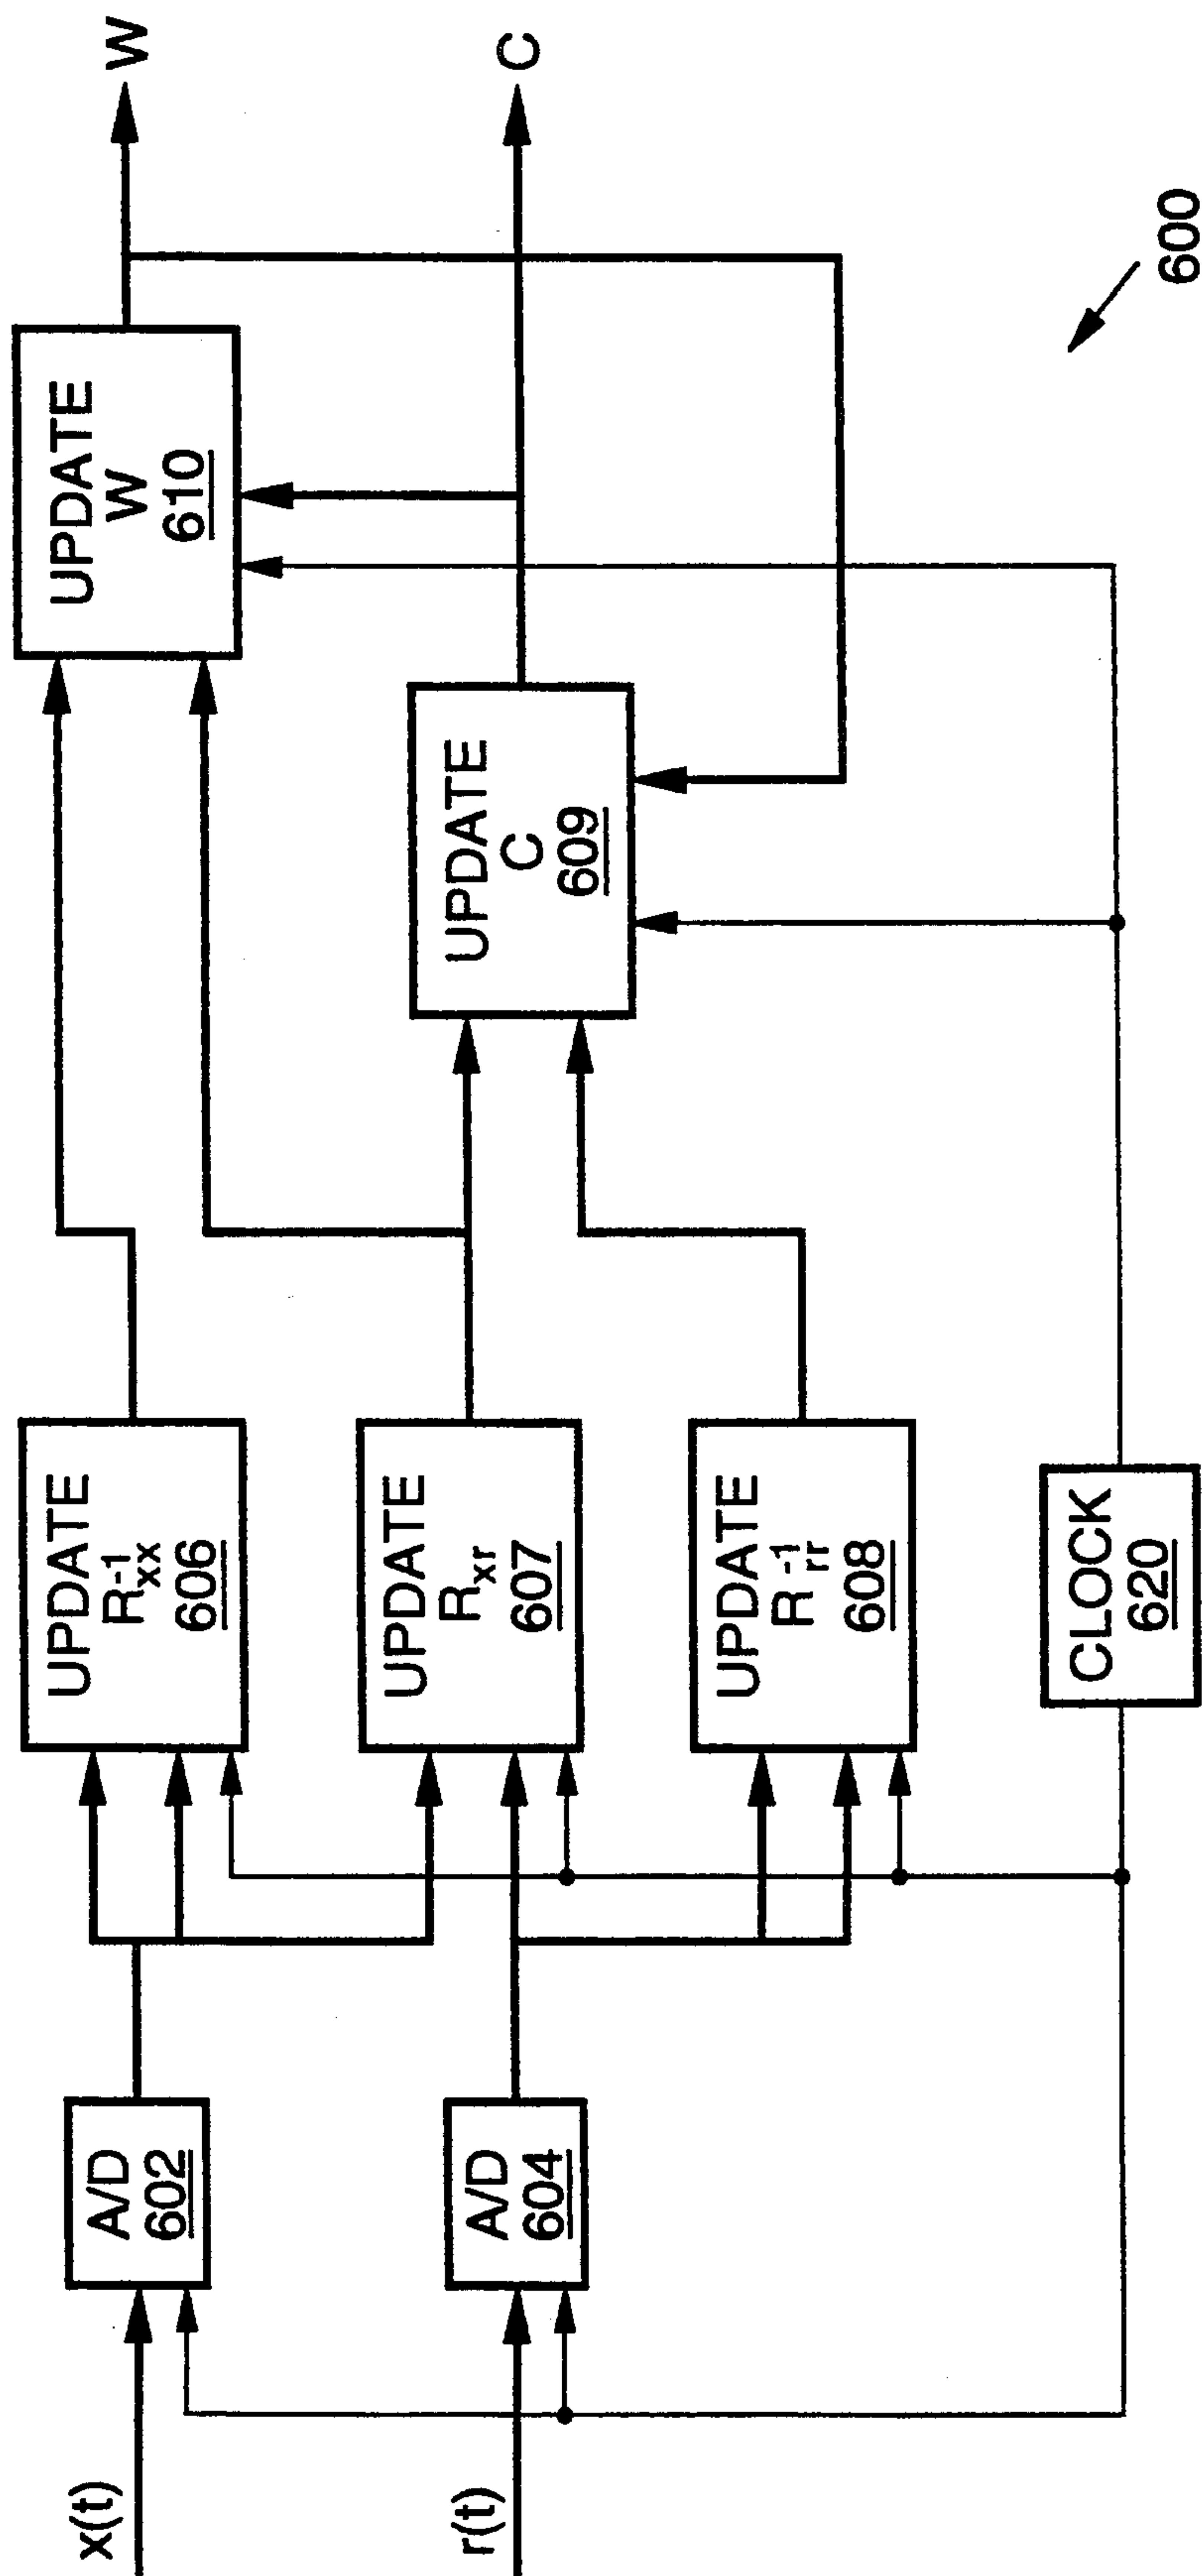 x(t)
r(t)
A/D
602
A/D
604
UPDATE
R⁻¹xx
606
UPDATE
Rxr
607
UPDATE
R⁻¹rr
608
CLOCK
620
UPDATE
C
609
UPDATE
W
610
W
C
600